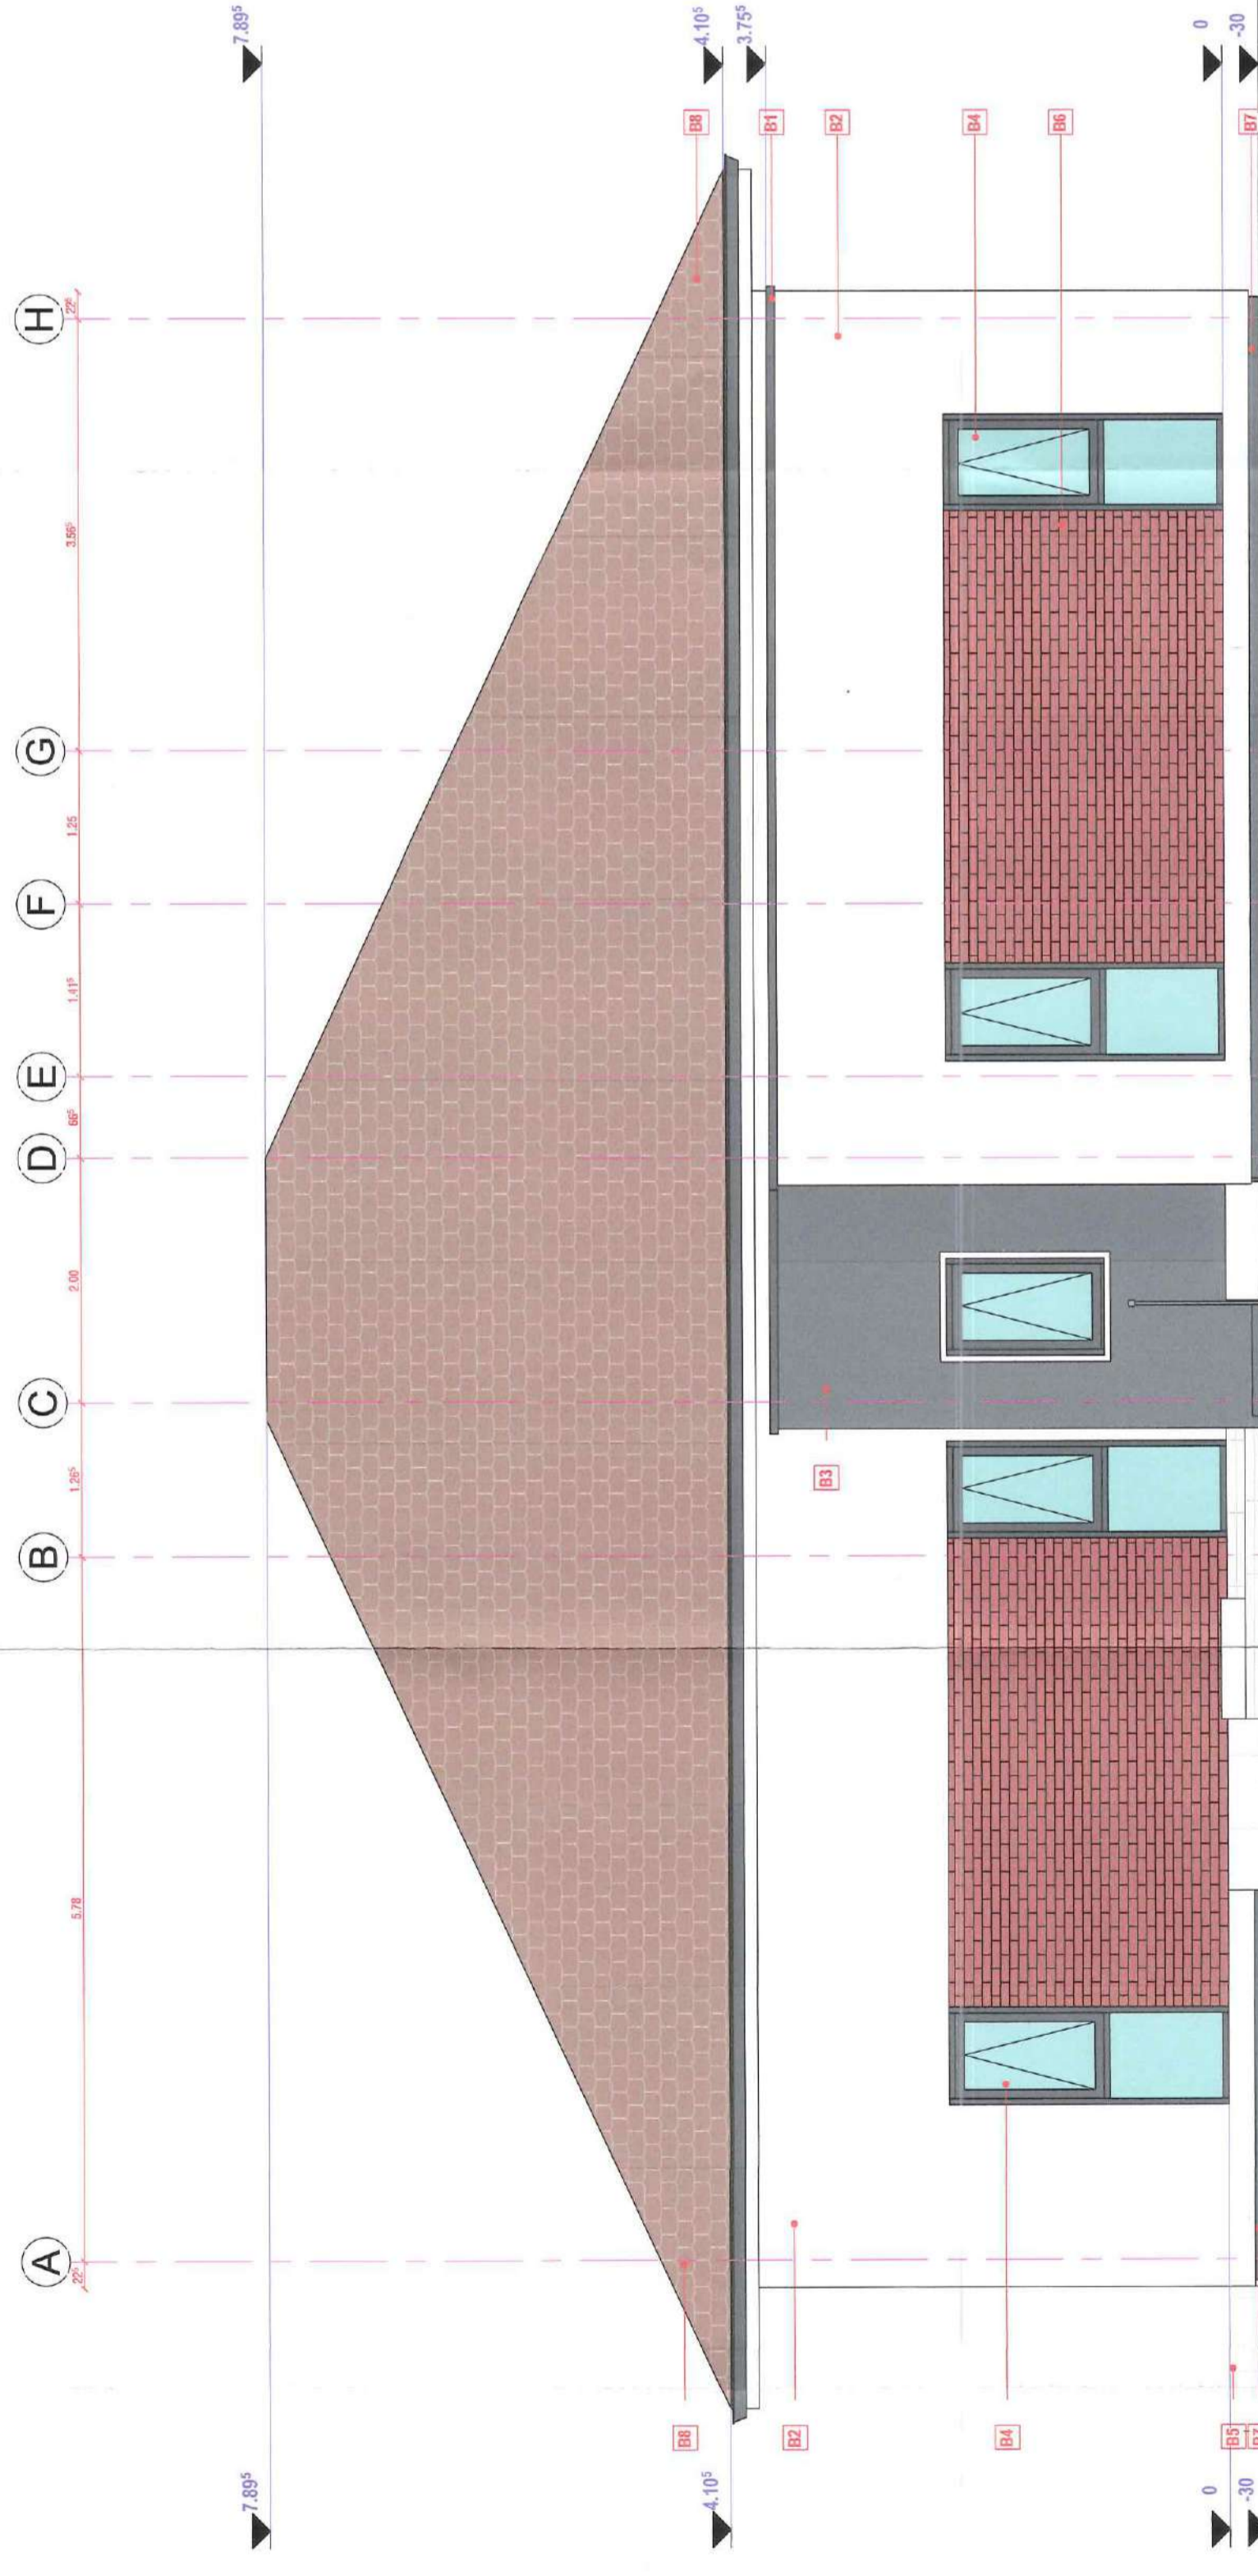 A B C D E F G H
22⁵ 5.78 1.26⁵ 2.00 66⁵ 1.41⁵ 1.25 3.56⁵ 22⁵
7.89⁵ 7.89⁵
B8 B8
4.10⁵ 4.10⁵
3.75⁵
B1
B2 B2
B3
B4 B4
B6
0 0
B5
-30 -30
B7